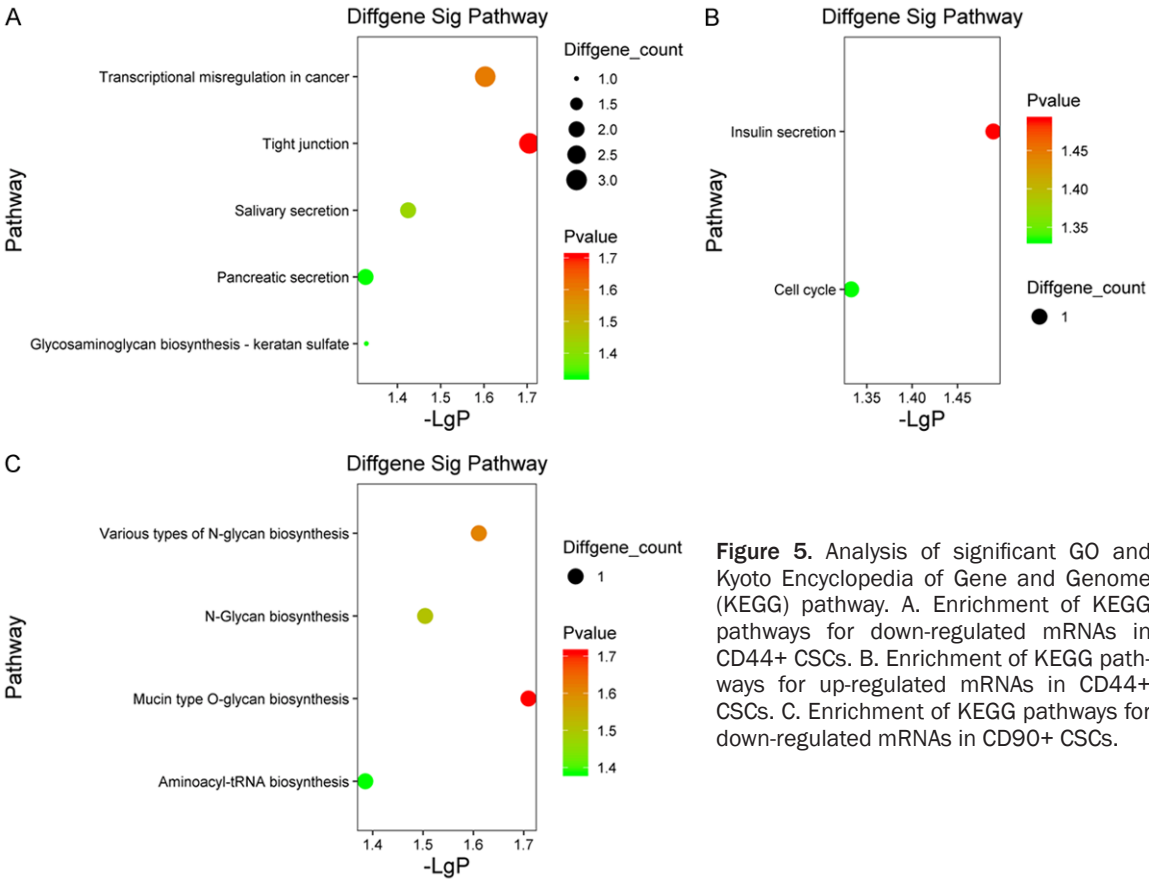 A
Diffgene Sig Pathway
Pathway
Transcriptional misregulation in cancer
Tight junction
Salivary secretion
Pancreatic secretion
Glycosaminoglycan biosynthesis - keratan sulfate
1.4 1.5 1.6 1.7
-LgP
Diffgene_count
1.0
1.5
2.0
2.5
3.0
Pvalue
1.7
1.6
1.5
1.4
B
Diffgene Sig Pathway
Pathway
Insulin secretion
Cell cycle
1.35 1.40 1.45
-LgP
Pvalue
1.45
1.40
1.35
Diffgene_count
1
C
Diffgene Sig Pathway
Pathway
Various types of N-glycan biosynthesis
N-Glycan biosynthesis
Mucin type O-glycan biosynthesis
Aminoacyl-tRNA biosynthesis
1.4 1.5 1.6 1.7
-LgP
Diffgene_count
1
Pvalue
1.7
1.6
1.5
1.4
Figure 5. Analysis of significant GO and
Kyoto Encyclopedia of Gene and Genome
(KEGG) pathway. A. Enrichment of KEGG
pathways for down-regulated mRNAs in
CD44+ CSCs. B. Enrichment of KEGG path-
ways for up-regulated mRNAs in CD44+
CSCs. C. Enrichment of KEGG pathways for
down-regulated mRNAs in CD90+ CSCs.